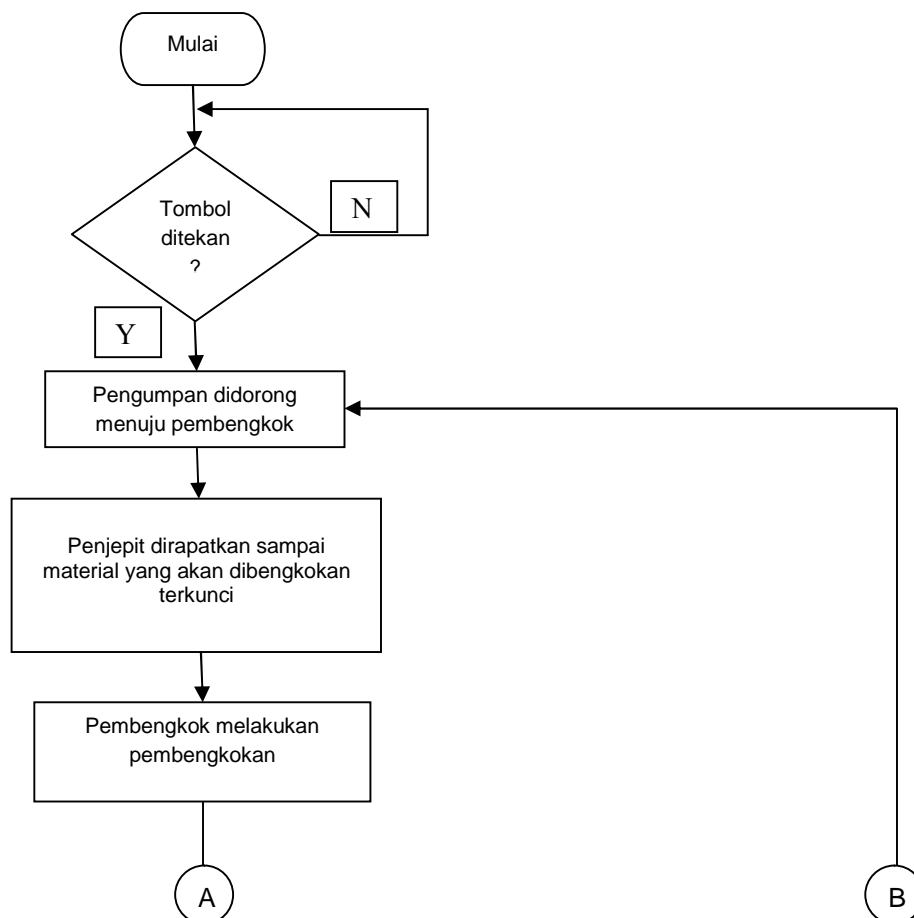 Mulai
Tombol
ditekan
?
N
Y
Pengumpan didorong
menuju pembengkok
Penjepit dirapatkan sampai
material yang akan dibengkokan
terkunci
Pembengkok melakukan
pembengkokan
A
B